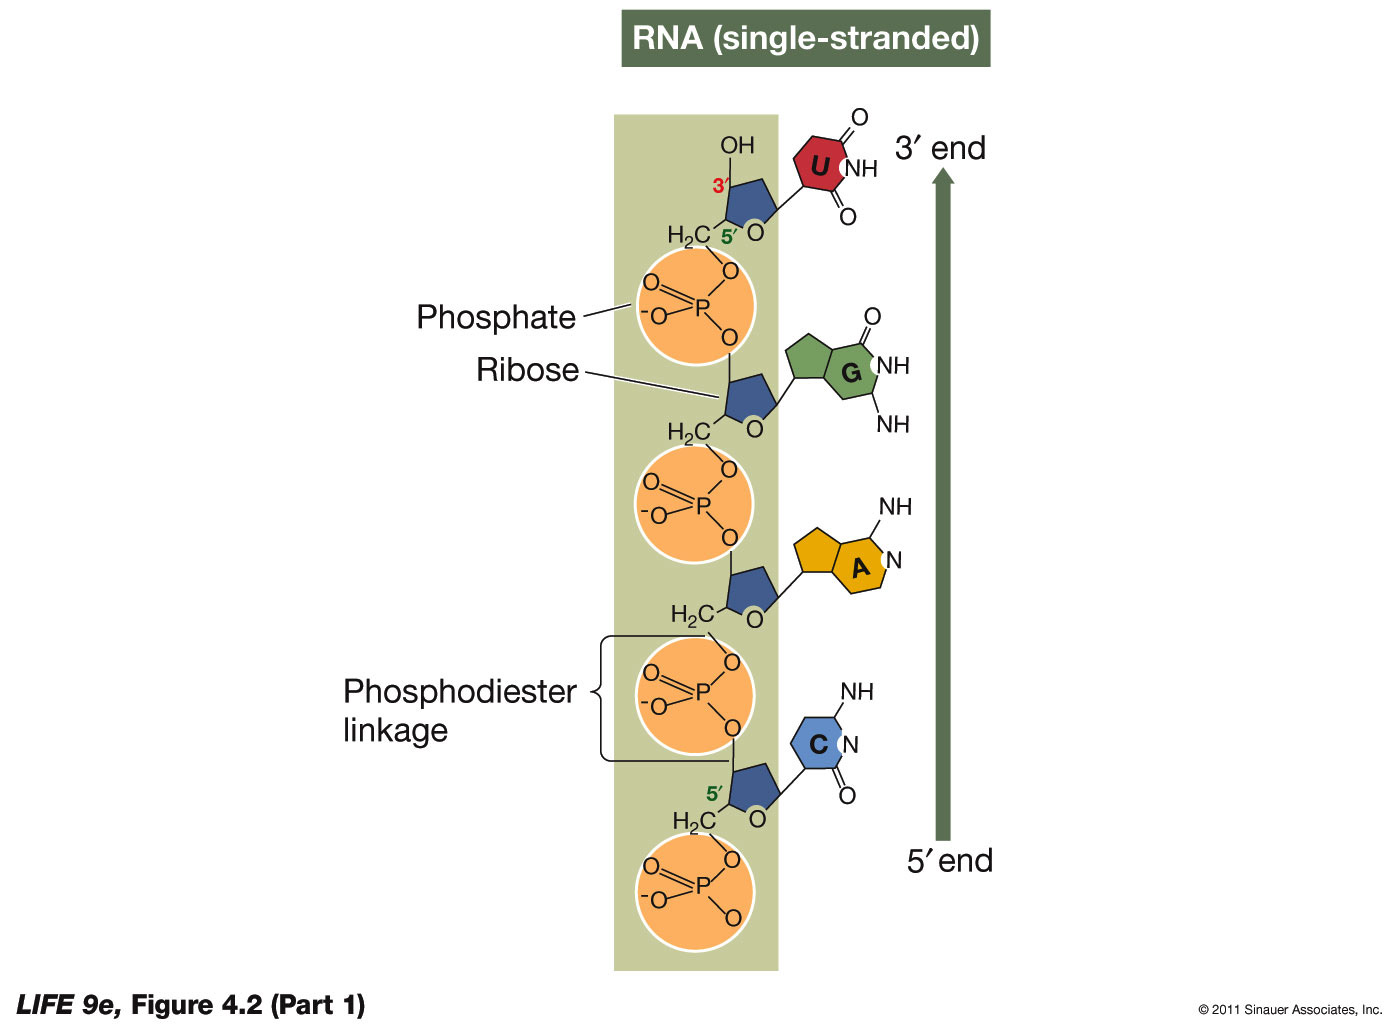 RNA (single-stranded)
O
OH
U
NH
3′ end
3′
O
H₂C
5′
O
O
O
P
⁻O
O
Phosphate
O
G
NH
Ribose
NH
H₂C
O
O
O
P
⁻O
O
NH
A
N
H₂C
O
O
O
P
⁻O
O
Phosphodiester
linkage
NH
C
N
O
5′
H₂C
O
5′ end
O
O
P
⁻O
O
LIFE 9e, Figure 4.2 (Part 1)
© 2011 Sinauer Associates, Inc.